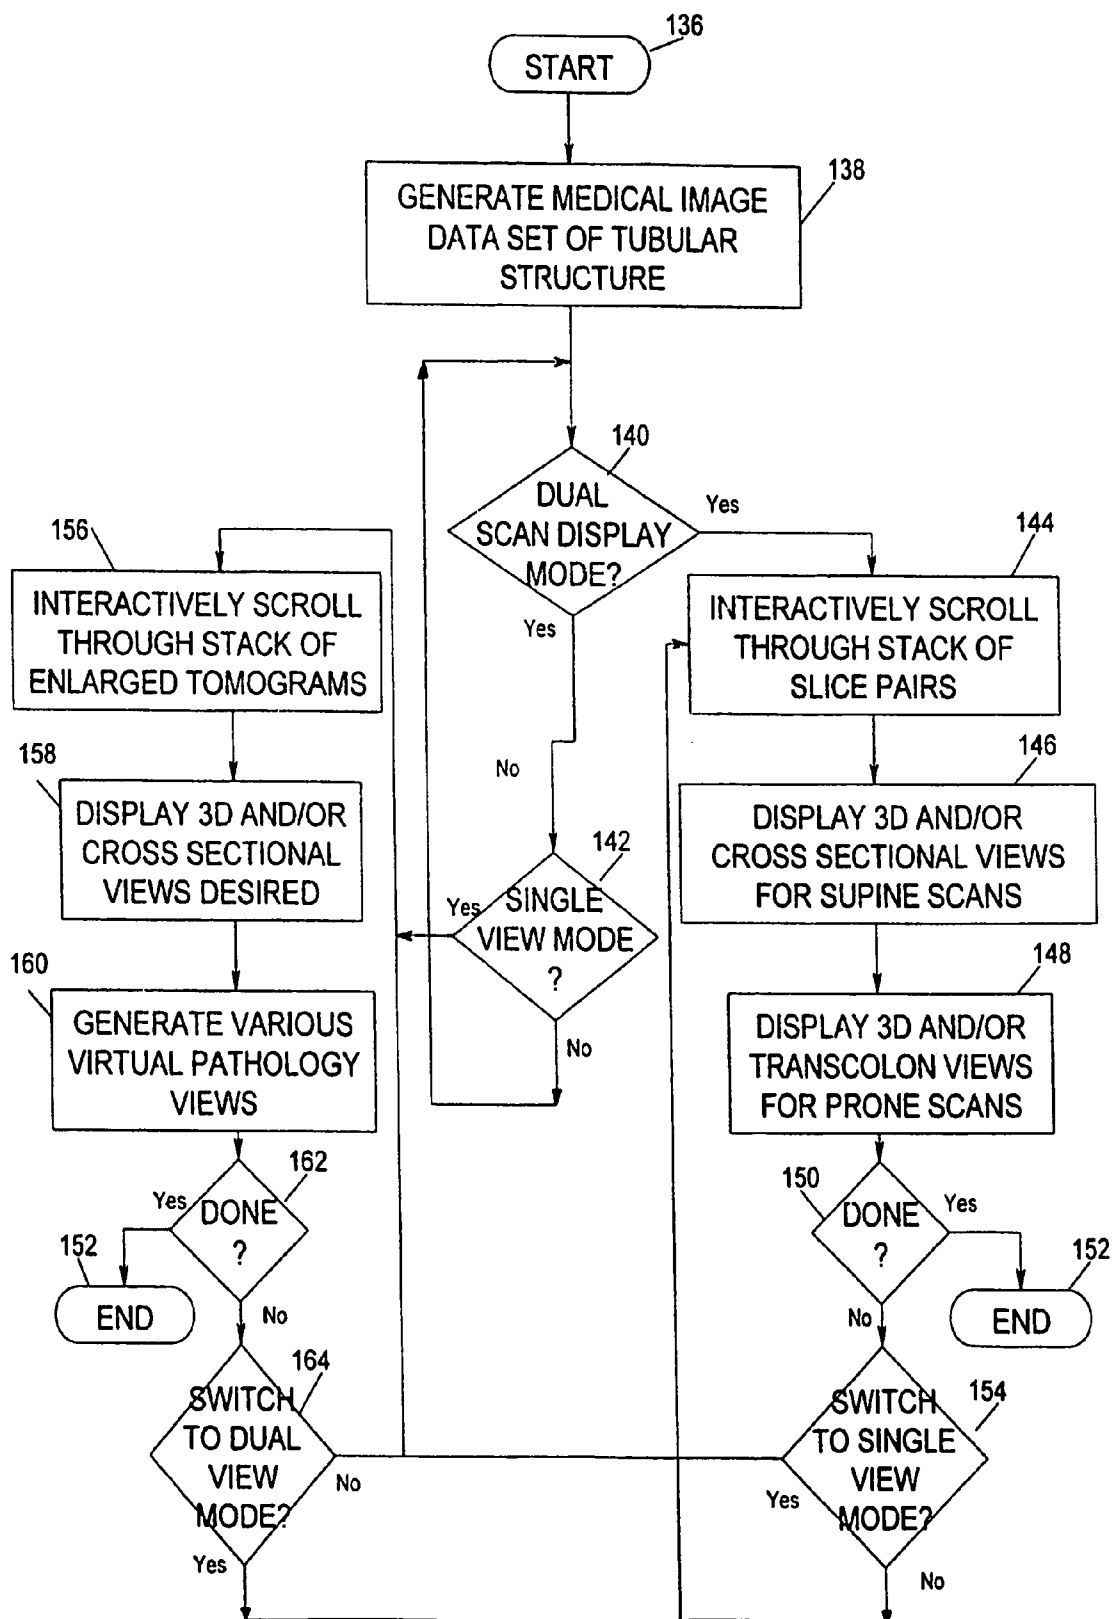 136
START
138
GENERATE MEDICAL IMAGE
DATA SET OF TUBULAR
STRUCTURE
140
DUAL
SCAN DISPLAY
MODE?
Yes
Yes
No
142
SINGLE
VIEW MODE
?
Yes
No
144
INTERACTIVELY SCROLL
THROUGH STACK OF
SLICE PAIRS
146
DISPLAY 3D AND/OR
CROSS SECTIONAL VIEWS
FOR SUPINE SCANS
148
DISPLAY 3D AND/OR
TRANSCOLON VIEWS
FOR PRONE SCANS
150
DONE
?
Yes
152
END
No
154
SWITCH
TO SINGLE
VIEW
MODE?
Yes
No
156
INTERACTIVELY SCROLL
THROUGH STACK OF
ENLARGED TOMOGRAMS
158
DISPLAY 3D AND/OR
CROSS SECTIONAL
VIEWS DESIRED
160
GENERATE VARIOUS
VIRTUAL PATHOLOGY
VIEWS
162
DONE
?
Yes
152
END
No
164
SWITCH
TO DUAL
VIEW
MODE?
No
Yes